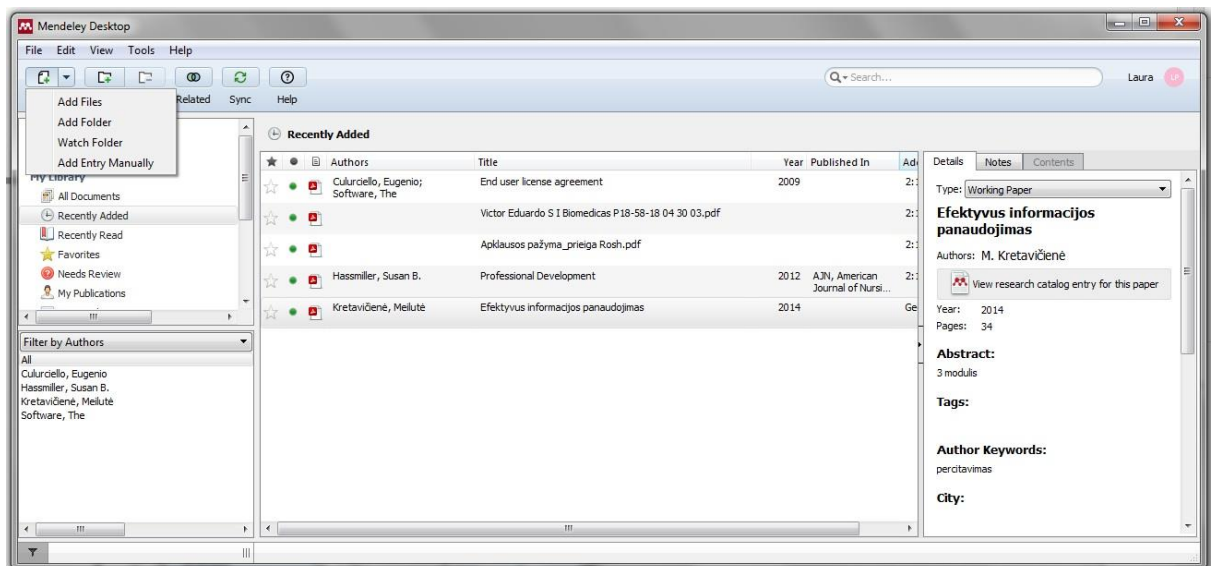 Mendeley Desktop
File Edit View Tools Help
Search...
Laura
LP
Related Sync Help
Add Files
Add Folder
Watch Folder
Add Entry Manually
My Library
All Documents
Recently Added
Recently Read
Favorites
Needs Review
My Publications
Filter by Authors
All
Culurciello, Eugenio
Hassmiller, Susan B.
Kretavičienė, Meilutė
Software, The
Recently Added
Authors Title Year Published In
Culurciello, Eugenio; End user license agreement 2009
Software, The
Victor Eduardo S I Biomedicas P18-58-18 04 30 03.pdf
Apklausos pažyma_prieiga Rosh.pdf
Hassmiller, Susan B. Professional Development 2012 AJN, American
Journal of Nursi...
Kretavičienė, Meilutė Efektyvus informacijos panaudojimas 2014
Details Notes Contents
Type: Working Paper
Efektyvus informacijos
panaudojimas
Authors: M. Kretavičienė
View research catalog entry for this paper
Year: 2014
Pages: 34
Abstract:
3 modulis
Tags:
Author Keywords:
percitavimas
City: